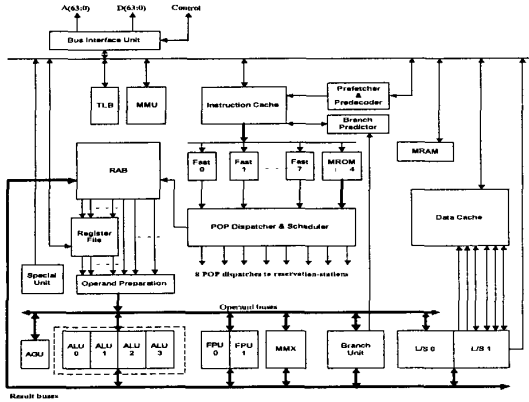 A(63:0) D(63:0) Control
Bus Interface Unit
TLB
MMU
Instruction Cache
Prefetcher
&
Predecoder
Branch
Predictor
MRAM
RAB
Fast
0
Fast
1
Fast
7
MROM
4
Data Cache
Register
File
POP Dispatcher & Scheduler
Special
Unit
Operand Preparation
8 POP dispatches to reservation-stations
Operand buses
AGU
ALU
0
ALU
1
ALU
2
ALU
3
FPU
0
FPU
1
MMX
Branch
Unit
L/S 0
L/S 1
Result buses